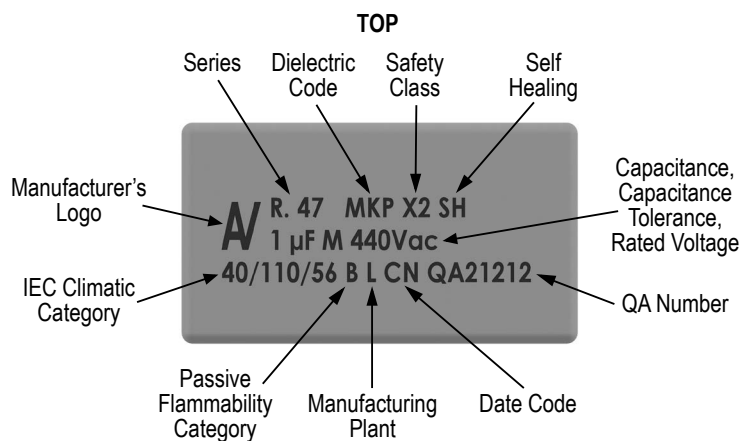 TOP
Series
Dielectric
Code
Safety
Class
Self
Healing
Manufacturer's
Logo
R. 47 MKP X2 SH
1 µF M 440Vac
40/110/56 B L CN QA21212
Capacitance,
Capacitance
Tolerance,
Rated Voltage
IEC Climatic
Category
QA Number
Passive
Flammability
Category
Manufacturing
Plant
Date Code